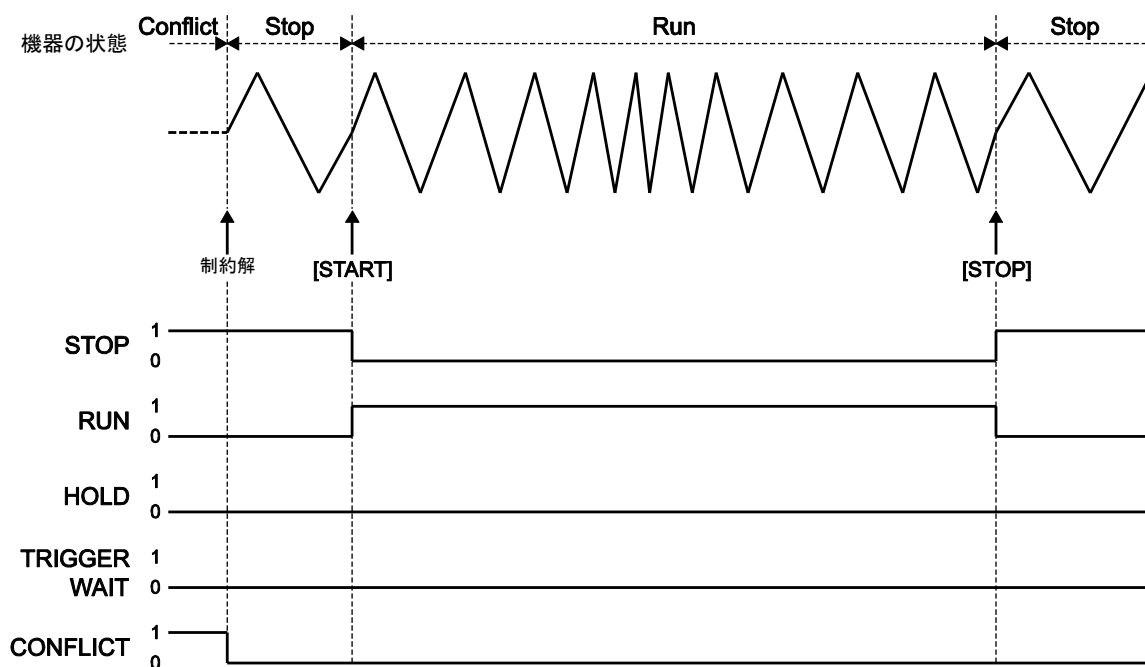 Conflict Stop Run Stop
機器の状態
制約解 [START] [STOP]
STOP 1
0
RUN 1
0
HOLD 1
0
TRIGGER WAIT 1
0
CONFLICT 1
0